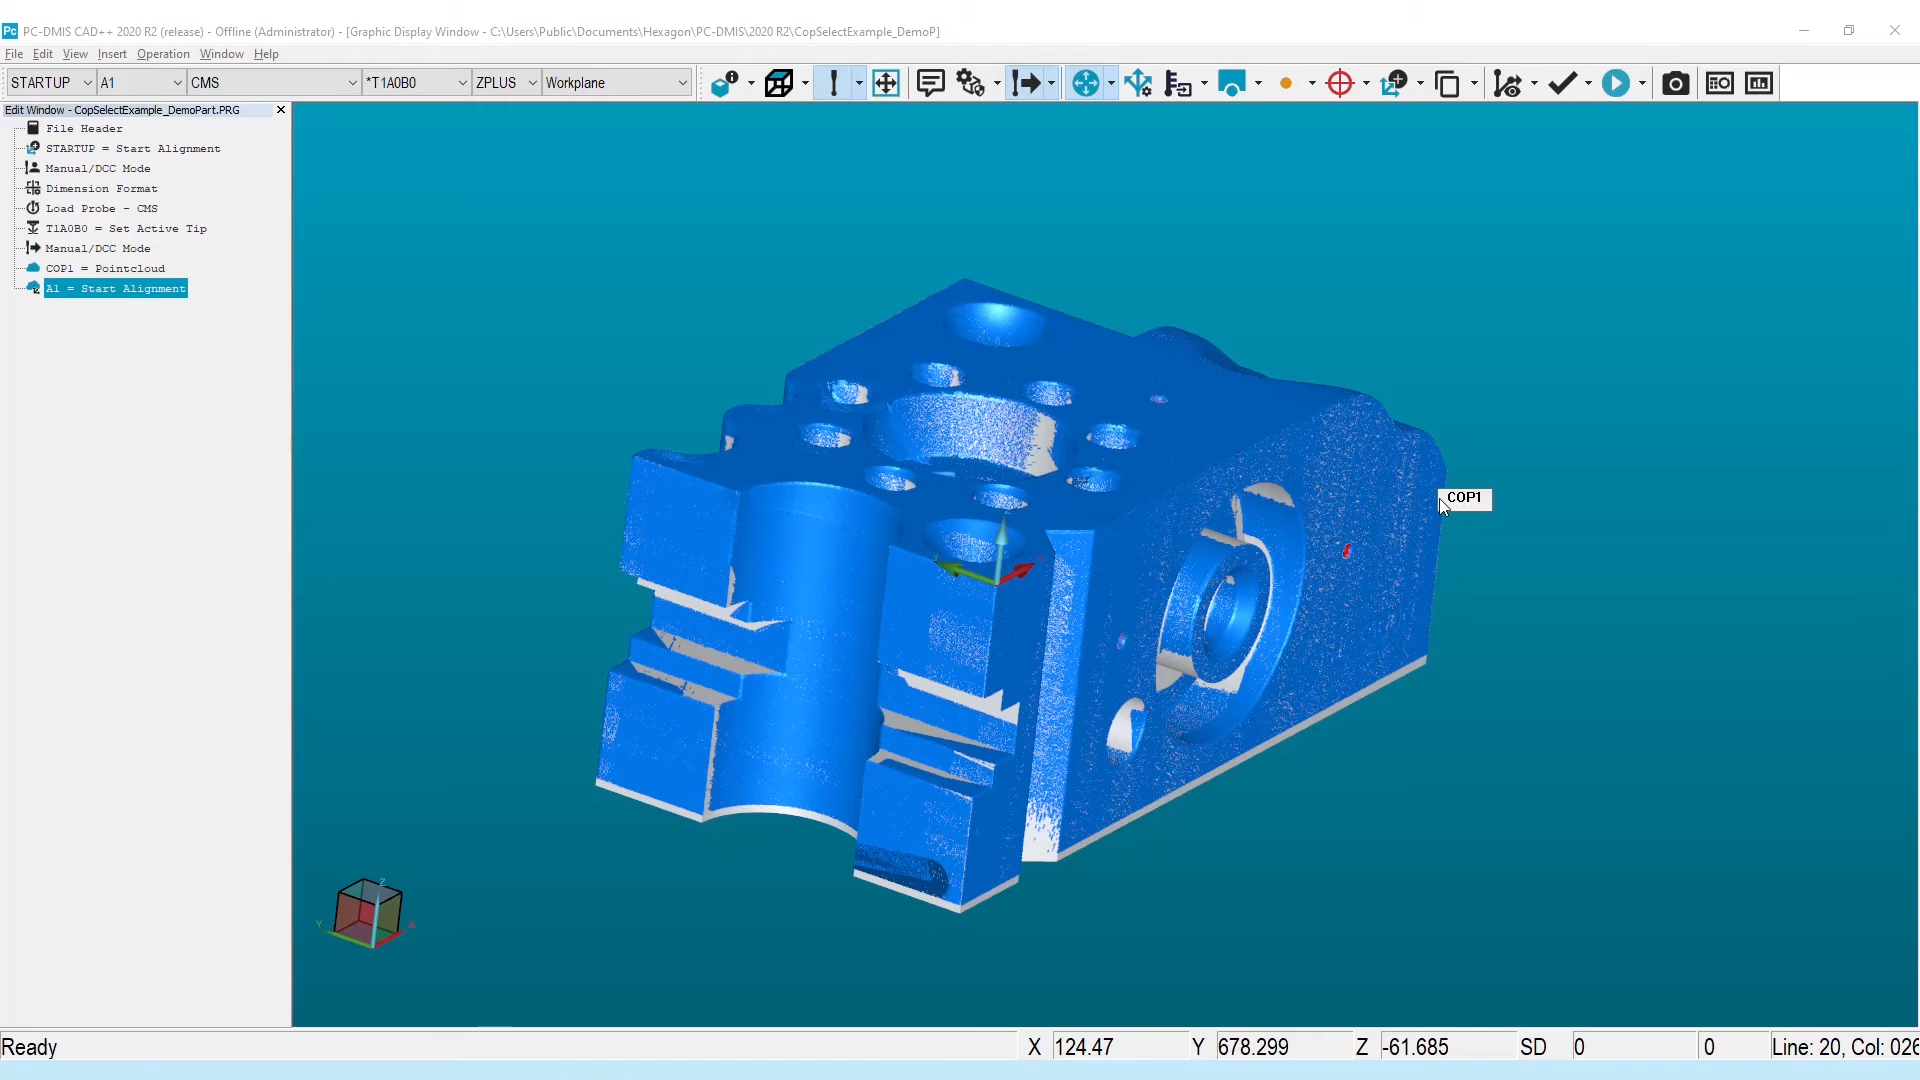 Pc PC-DMIS CAD++ 2020 R2 (release) - Offline (Administrator) - [Graphic Display Window - C:\Users\Public\Documents\Hexagon\PC-DMIS\2020 R2\CopSelectExample_DemoP]
File Edit View Insert Operation Window Help
STARTUP A1 CMS *T1A0B0 ZPLUS Workplane
Edit Window - CopSelectExample_DemoPart.PRG
File Header
STARTUP = Start Alignment
Manual/DCC Mode
Dimension Format
Load Probe - CMS
T1A0B0 = Set Active Tip
Manual/DCC Mode
COP1 = Pointcloud
A1 = Start Alignment
COP1
Z
Y X
Ready X 124.47 Y 678.299 Z -61.685 SD 0 0 Line: 20, Col: 026